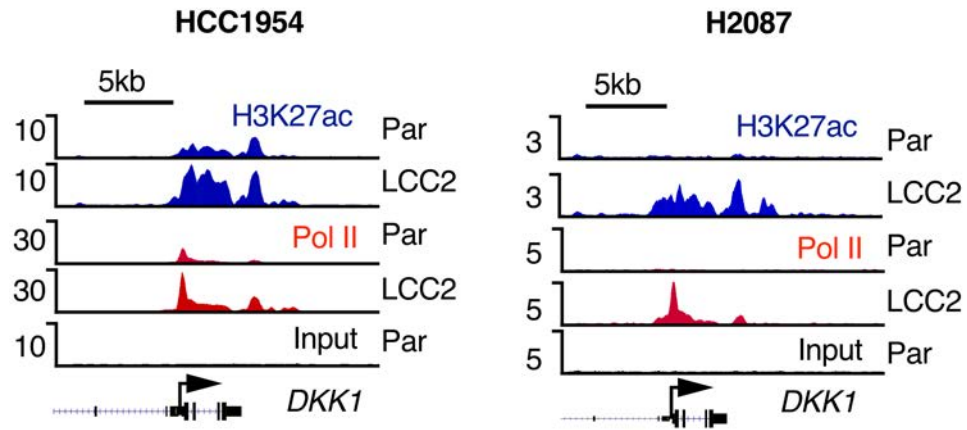 HCC1954
5kb
H3K27ac
10 Par
10 LCC2
30 Pol II Par
30 LCC2
10 Input Par
DKK1
H2087
5kb
H3K27ac
3 Par
3 LCC2
5 Pol II Par
5 LCC2
5 Input Par
DKK1